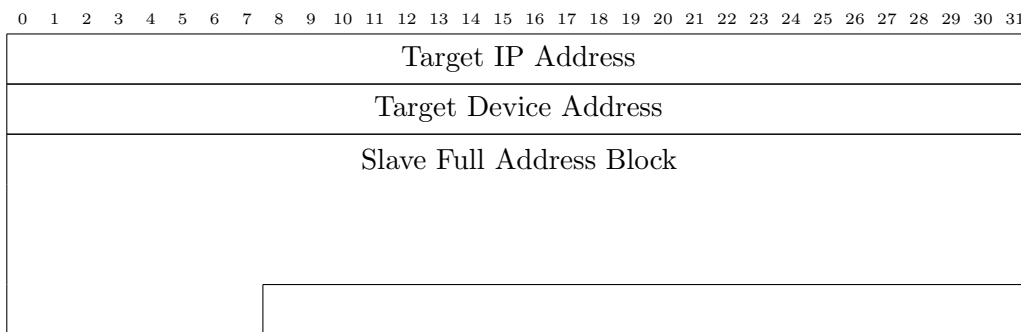 0 1 2 3 4 5 6 7 8 9 10 11 12 13 14 15 16 17 18 19 20 21 22 23 24 25 26 27 28 29 30 31
Target IP Address
Target Device Address
Slave Full Address Block